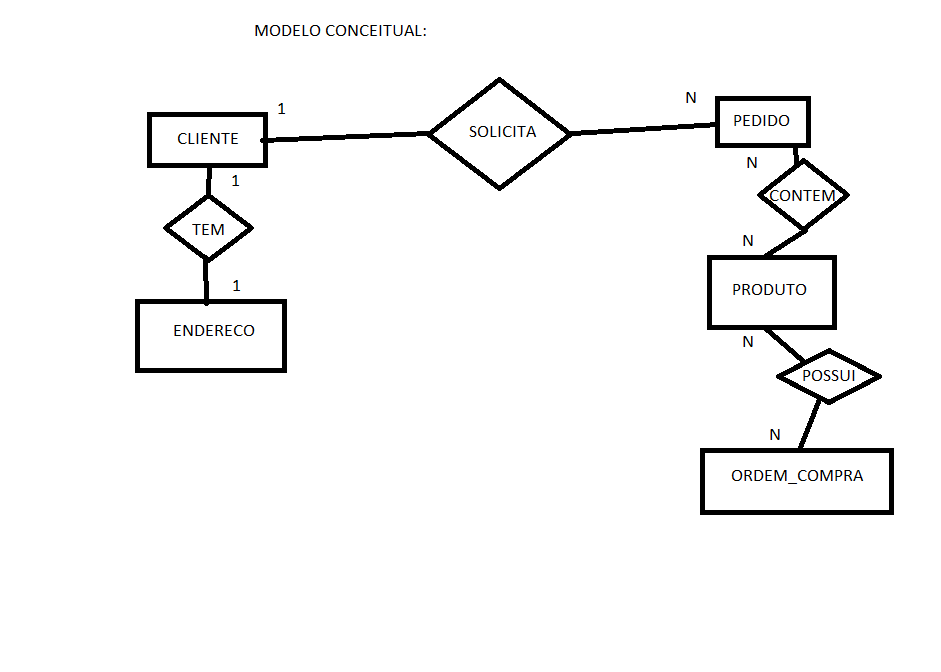 MODELO CONCEITUAL:
N
1
PEDIDO
SOLICITA
CLIENTE
N
1
CONTEM
TEM
N
1
PRODUTO
ENDERECO
N
POSSUI
N
ORDEM_COMPRA